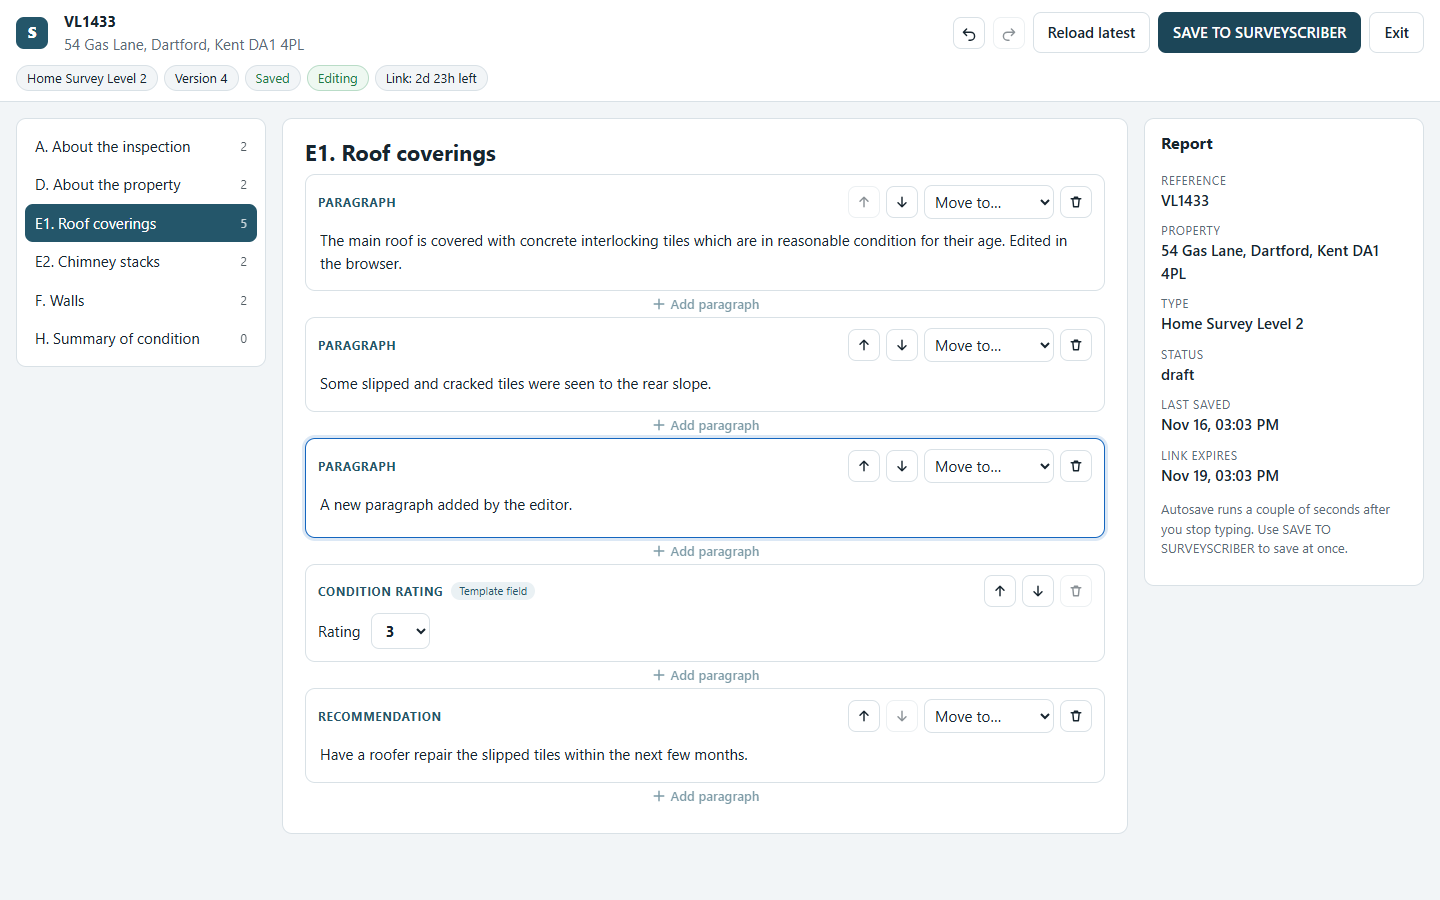 S
VL1433
54 Gas Lane, Dartford, Kent DA1 4PL
Reload latest
SAVE TO SURVEYSCRIBER
Exit
Home Survey Level 2
Version 4
Saved
Editing
Link: 2d 23h left
A. About the inspection 2
D. About the property 2
E1. Roof coverings 5
E2. Chimney stacks 2
F. Walls 2
H. Summary of condition 0
E1. Roof coverings
PARAGRAPH
Move to...
The main roof is covered with concrete interlocking tiles which are in reasonable condition for their age. Edited in
the browser.
+ Add paragraph
PARAGRAPH
Move to...
Some slipped and cracked tiles were seen to the rear slope.
+ Add paragraph
PARAGRAPH
Move to...
A new paragraph added by the editor.
+ Add paragraph
CONDITION RATING Template field
Rating 3
+ Add paragraph
RECOMMENDATION
Move to...
Have a roofer repair the slipped tiles within the next few months.
+ Add paragraph
Report
REFERENCE
VL1433
PROPERTY
54 Gas Lane, Dartford, Kent DA1
4PL
TYPE
Home Survey Level 2
STATUS
draft
LAST SAVED
Nov 16, 03:03 PM
LINK EXPIRES
Nov 19, 03:03 PM
Autosave runs a couple of seconds after
you stop typing. Use SAVE TO
SURVEYSCRIBER to save at once.